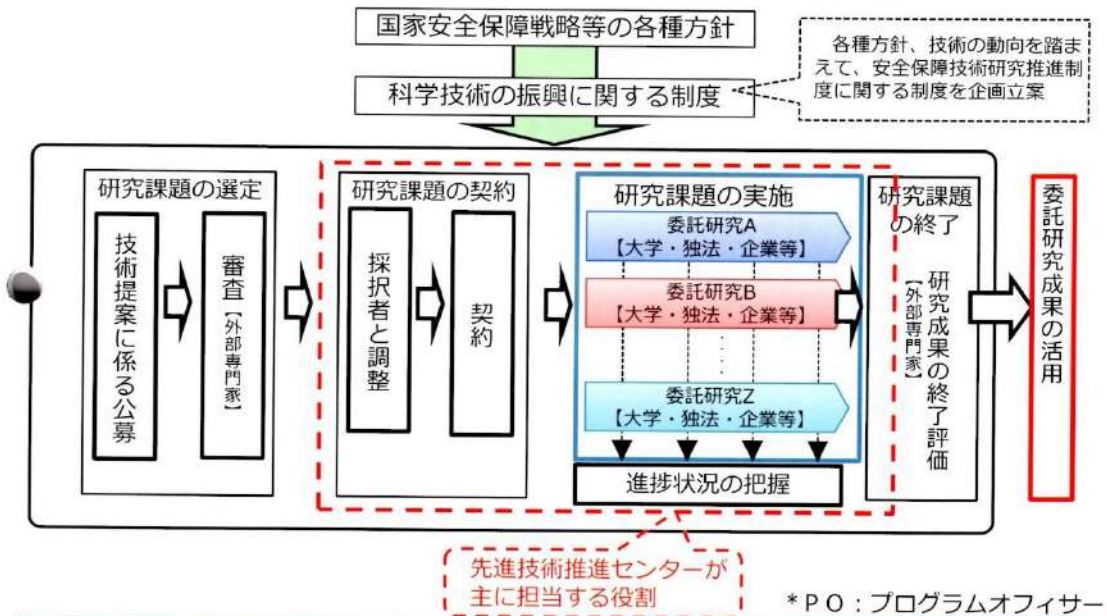 国家安全保障戦略等の各種方針
科学技術の振興に関する制度
各種方針、技術の動向を踏ま
えて、安全保障技術研究推進制
度に関する制度を企画立案
研究課題の選定
技術提案に係る公募
審査【外部専門家】
研究課題の契約
採択者と調整
契約
研究課題の実施
委託研究A
【大学・独法・企業等】
委託研究B
【大学・独法・企業等】
委託研究Z
【大学・独法・企業等】
進捗状況の把握
研究課題
の終了
研究成果の終了評価
【外部専門家】
委託研究成果の活用
先進技術推進センターが
主に担当する役割
*PO:プログラムオフィサー